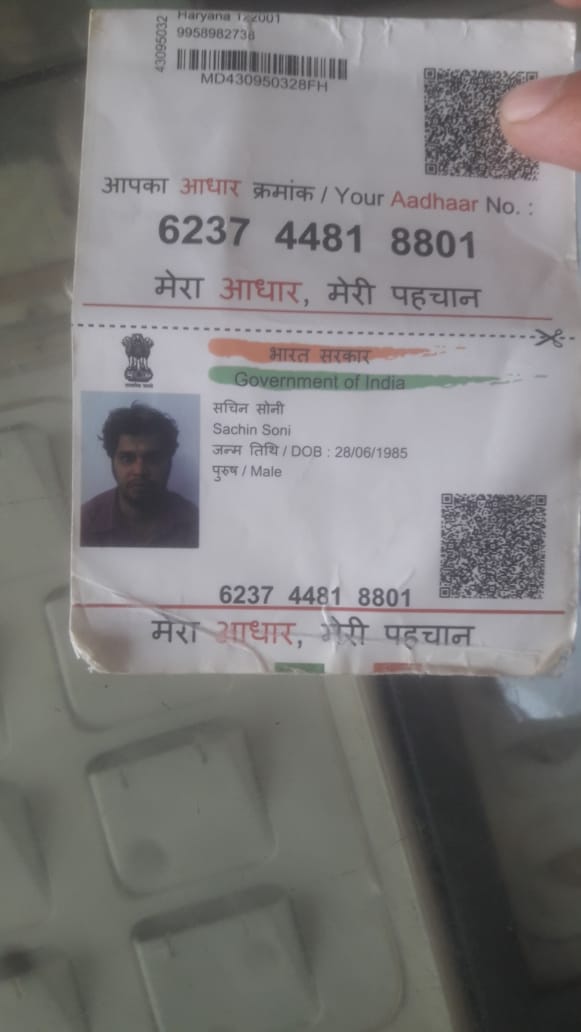 Haryana 122001
9958982738
43095032
MD430950328FH
आपका आधार क्रमांक / Your Aadhaar No. :
6237 4481 8801
मेरा आधार, मेरी पहचान
भारत सरकार
Government of India
सचिन सोनी
Sachin Soni
जन्म तिथि / DOB : 28/06/1985
पुरुष / Male
6237 4481 8801
मेरा आधार, मेरी पहचान